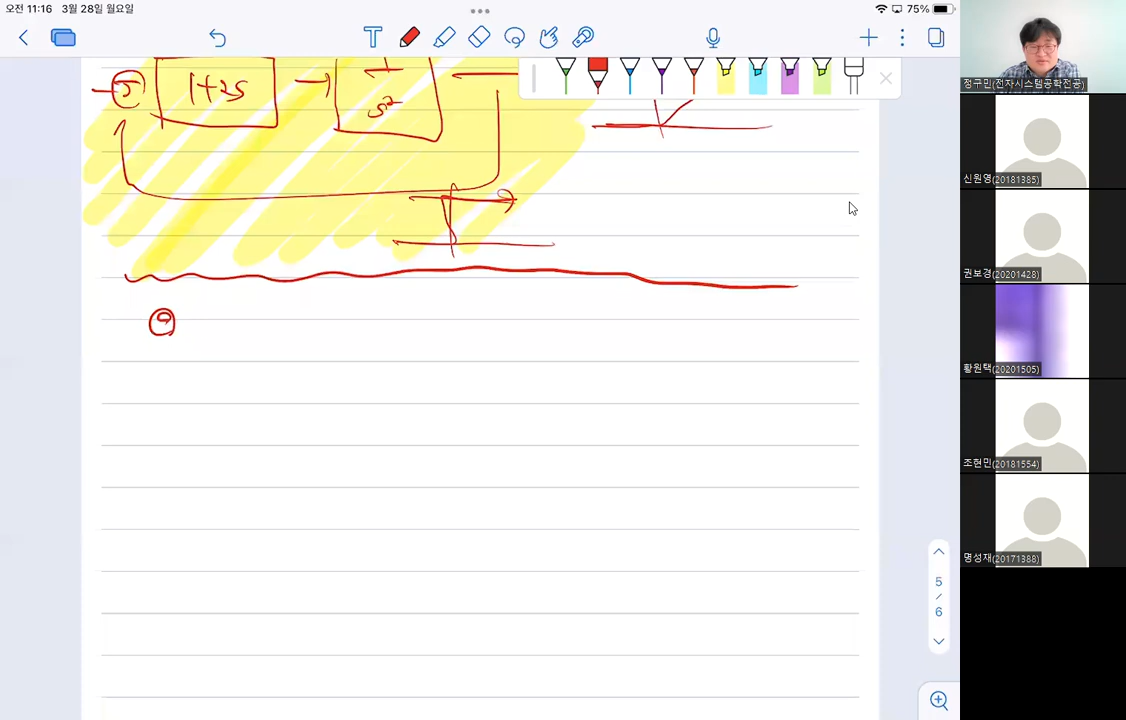 오전 11:16 3월 28일 월요일
75%
1+2s
1
s²
5
/
6
정구민(전자시스템공학전공)
신원영(20181385)
권보경(20201428)
황원택(20201505)
조현민(20181554)
명성재(20171388)